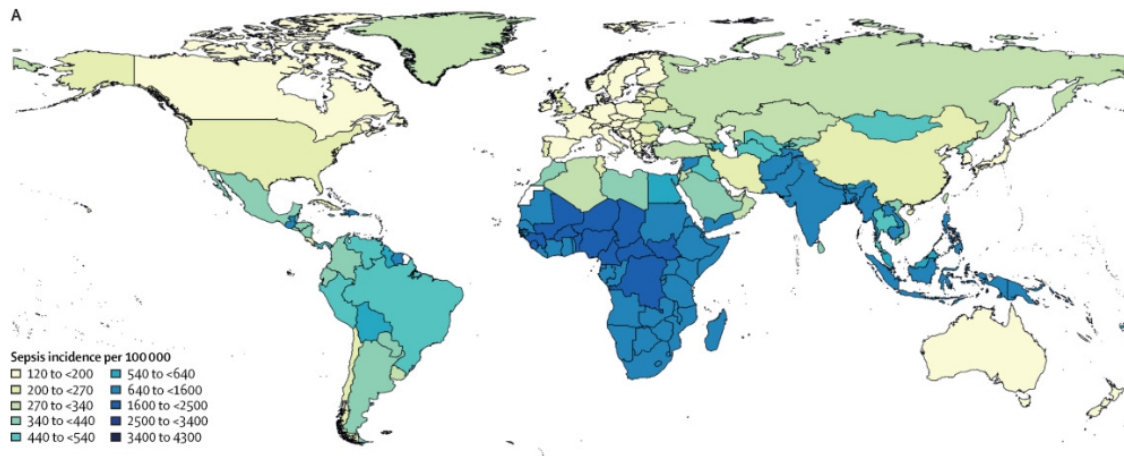 A
Sepsis incidence per 100 000
120 to <200
200 to <270
270 to <340
340 to <440
440 to <540
540 to <640
640 to <1600
1600 to <2500
2500 to <3400
3400 to 4300